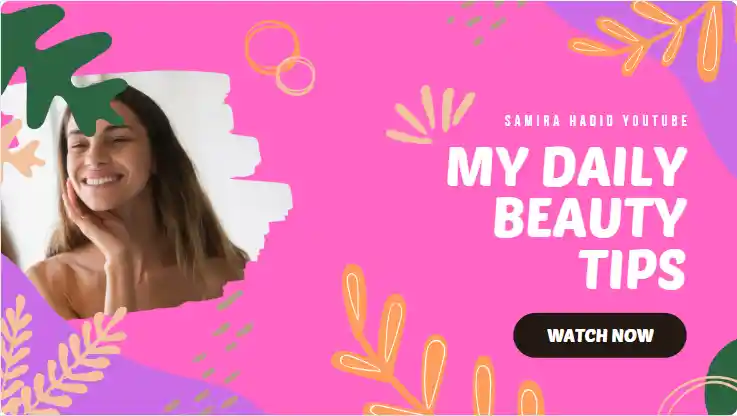 SAMIRA HADID YOUTUBE
MY DAILY
BEAUTY
TIPS
WATCH NOW